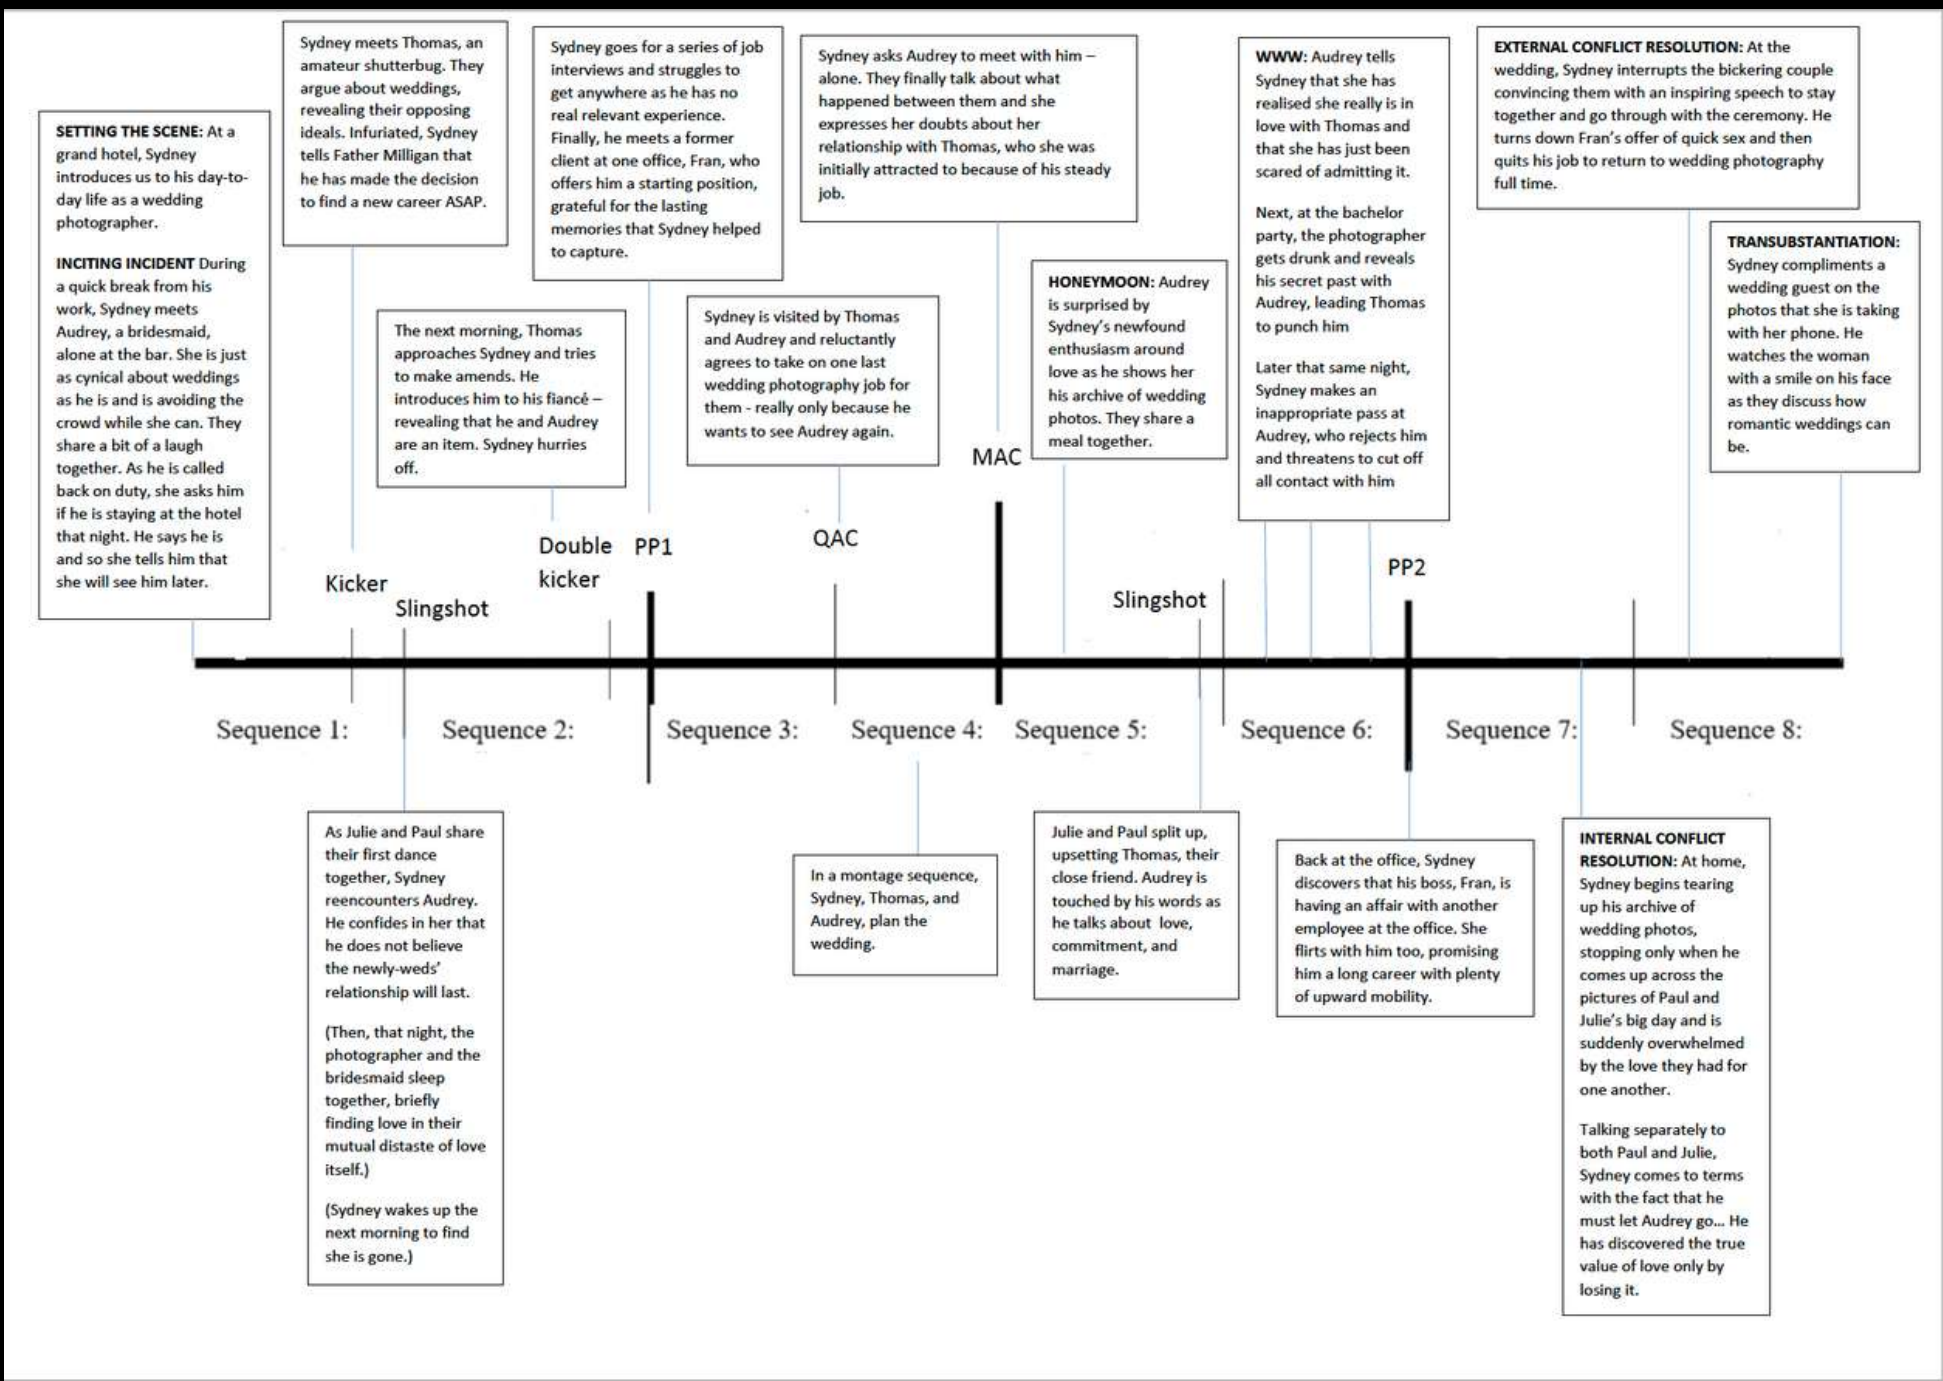 SETTING THE SCENE: At a
grand hotel, Sydney
introduces us to his day-to-
day life as a wedding
photographer.
INCITING INCIDENT During
a quick break from his
work, Sydney meets
Audrey, a bridesmaid,
alone at the bar. She is just
as cynical about weddings
as he is and is avoiding the
crowd while she can. They
share a bit of a laugh
together. As he is called
back on duty, she asks him
if he is staying at the hotel
that night. He says he is
and so she tells him that
she will see him later.
Sydney meets Thomas, an
amateur shutterbug. They
argue about weddings,
revealing their opposing
ideals. Infuriated, Sydney
tells Father Milligan that
he has made the decision
to find a new career ASAP.
The next morning, Thomas
approaches Sydney and tries
to make amends. He
introduces him to his fiancé –
revealing that he and Audrey
are an item. Sydney hurries
off.
Sydney goes for a series of job
interviews and struggles to
get anywhere as he has no
real relevant experience.
Finally, he meets a former
client at one office, Fran, who
offers him a starting position,
grateful for the lasting
memories that Sydney helped
to capture.
Sydney is visited by Thomas
and Audrey and reluctantly
agrees to take on one last
wedding photography job for
them - really only because he
wants to see Audrey again.
Sydney asks Audrey to meet with him –
alone. They finally talk about what
happened between them and she
expresses her doubts about her
relationship with Thomas, who she was
initially attracted to because of his steady
job.
HONEYMOON: Audrey
is surprised by
Sydney's newfound
enthusiasm around
love as he shows her
his archive of wedding
photos. They share a
meal together.
WWW: Audrey tells
Sydney that she has
realised she really is in
love with Thomas and
that she has just been
scared of admitting it.
Next, at the bachelor
party, the photographer
gets drunk and reveals
his secret past with
Audrey, leading Thomas
to punch him
Later that same night,
Sydney makes an
inappropriate pass at
Audrey, who rejects him
and threatens to cut off
all contact with him
EXTERNAL CONFLICT RESOLUTION: At the
wedding, Sydney interrupts the bickering couple
convincing them with an inspiring speech to stay
together and go through with the ceremony. He
turns down Fran's offer of quick sex and then
quits his job to return to wedding photography
full time.
TRANSUBSTANTIATION:
Sydney compliments a
wedding guest on the
photos that she is taking
with her phone. He
watches the woman
with a smile on his face
as they discuss how
romantic weddings can
be.
Kicker
Slingshot
Double
kicker
PP1
QAC
MAC
Slingshot
PP2
Sequence 1:
Sequence 2:
Sequence 3:
Sequence 4:
Sequence 5:
Sequence 6:
Sequence 7:
Sequence 8:
As Julie and Paul share
their first dance
together, Sydney
reencounters Audrey.
He confides in her that
he does not believe
the newly-weds'
relationship will last.
(Then, that night, the
photographer and the
bridesmaid sleep
together, briefly
finding love in their
mutual distaste of love
itself.)
(Sydney wakes up the
next morning to find
she is gone.)
In a montage sequence,
Sydney, Thomas, and
Audrey, plan the
wedding.
Julie and Paul split up,
upsetting Thomas, their
close friend. Audrey is
touched by his words as
he talks about love,
commitment, and
marriage.
Back at the office, Sydney
discovers that his boss, Fran, is
having an affair with another
employee at the office. She
flirts with him too, promising
him a long career with plenty
of upward mobility.
INTERNAL CONFLICT
RESOLUTION: At home,
Sydney begins tearing
up his archive of
wedding photos,
stopping only when he
comes up across the
pictures of Paul and
Julie's big day and is
suddenly overwhelmed
by the love they had for
one another.
Talking separately to
both Paul and Julie,
Sydney comes to terms
with the fact that he
must let Audrey go... He
has discovered the true
value of love only by
losing it.